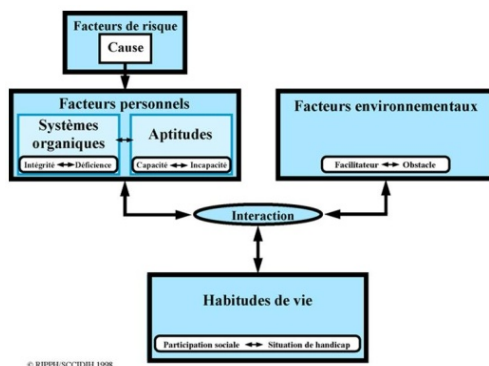 Facteurs de risque
Cause
Facteurs personnels
Systèmes
organiques
Aptitudes
Intégrité Déficience
Capacité Incapacité
Facteurs environnementaux
Facilitateur Obstacle
Interaction
Habitudes de vie
Participation sociale Situation de handicap
© RIPPH/SCCIDIH 1998